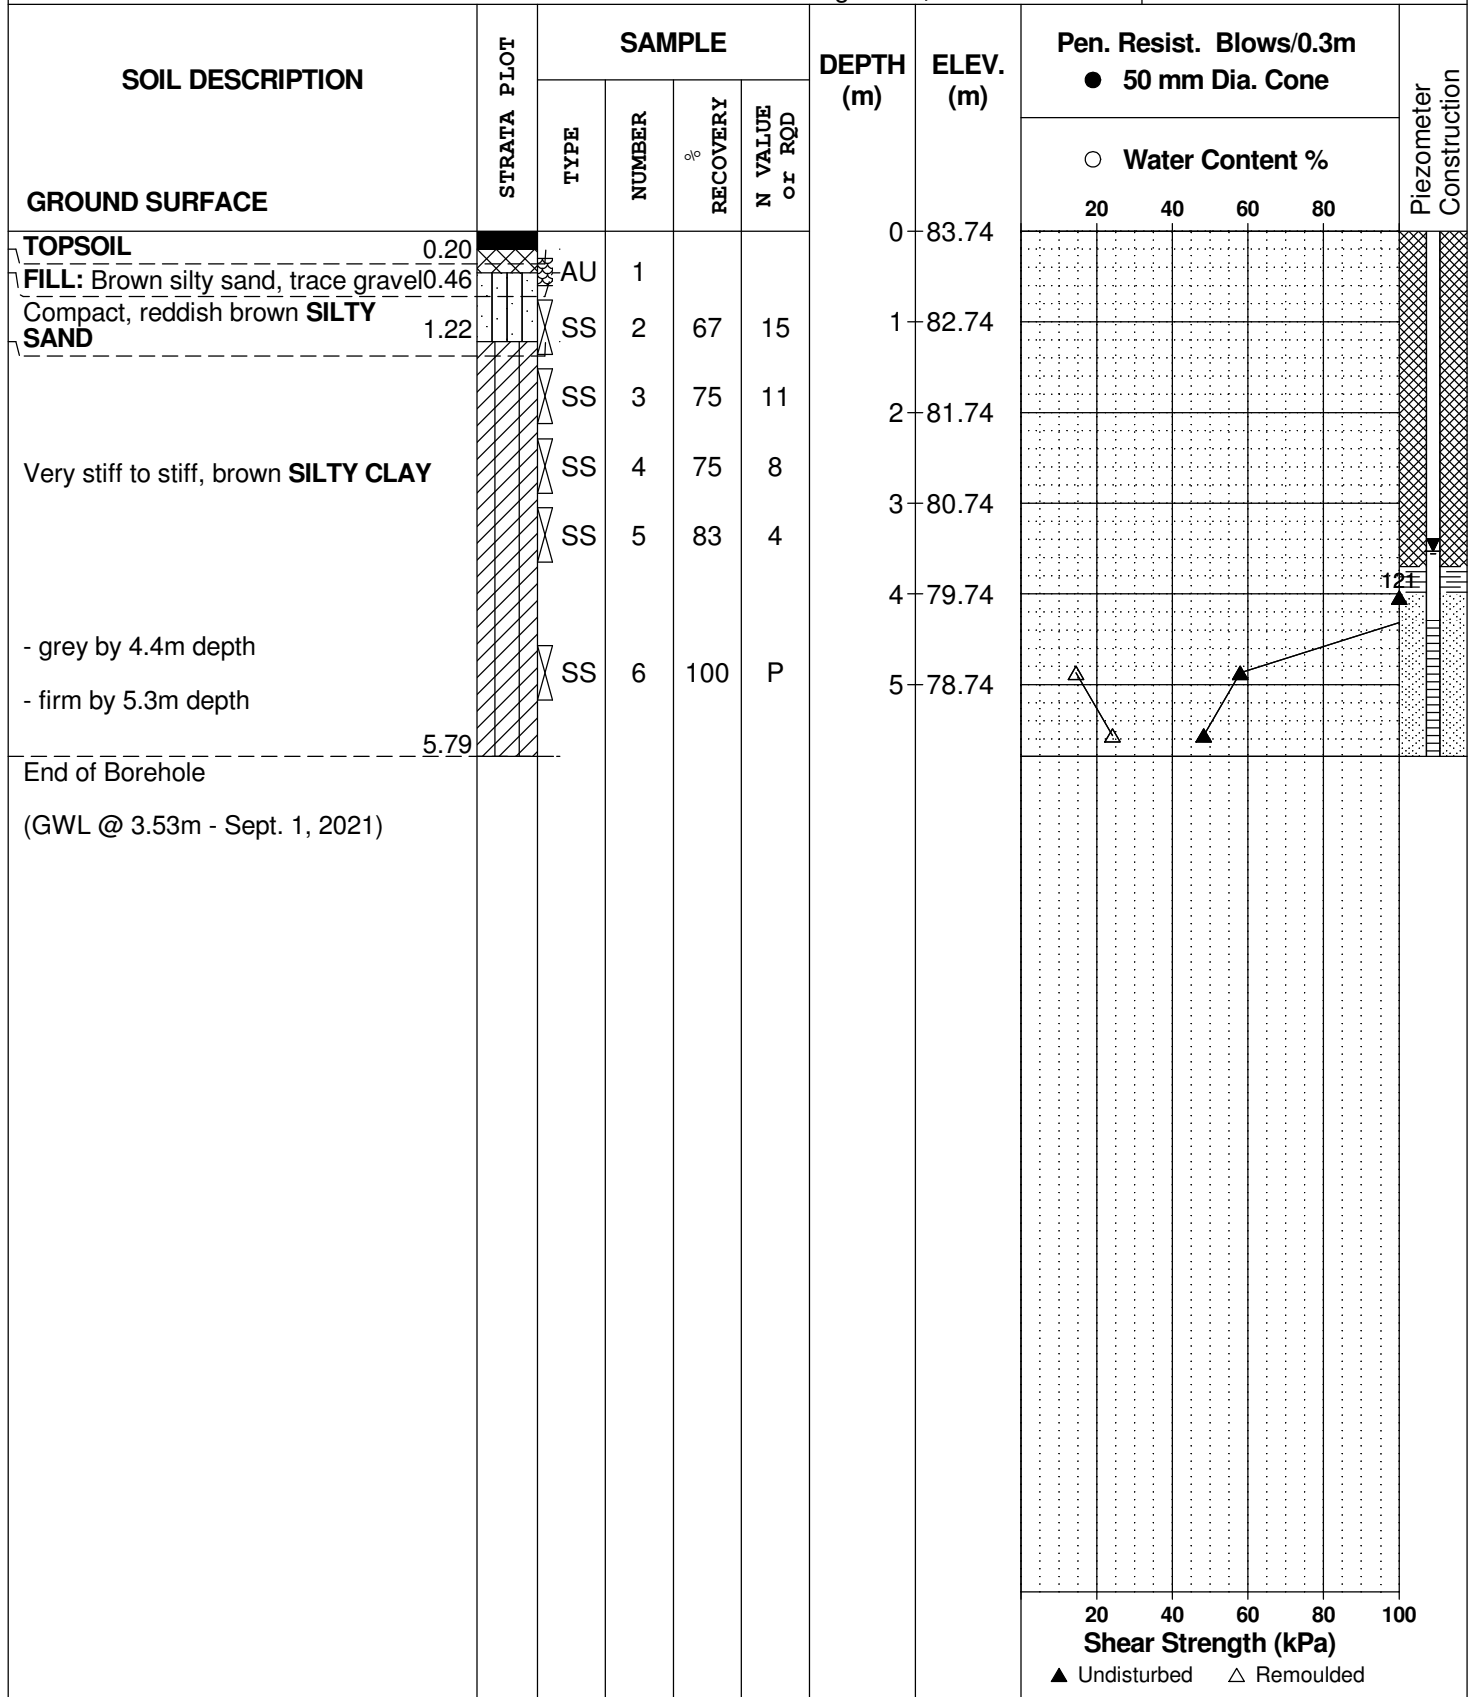 SOIL DESCRIPTION
GROUND SURFACE
STRATA PLOT
SAMPLE
TYPE
NUMBER
% RECOVERY
N VALUE or RQD
DEPTH (m)
ELEV. (m)
Pen. Resist. Blows/0.3m
● 50 mm Dia. Cone
○ Water Content %
20 40 60 80
Piezometer Construction
TOPSOIL 0.20
FILL: Brown silty sand, trace gravel 0.46
Compact, reddish brown SILTY
SAND 1.22
Very stiff to stiff, brown SILTY CLAY
- grey by 4.4m depth
- firm by 5.3m depth
5.79
End of Borehole
(GWL @ 3.53m - Sept. 1, 2021)
AU 1
SS 2 67 15
SS 3 75 11
SS 4 75 8
SS 5 83 4
SS 6 100 P
0 83.74
1 82.74
2 81.74
3 80.74
4 79.74
5 78.74
121
20 40 60 80 100
Shear Strength (kPa)
▲ Undisturbed △ Remoulded